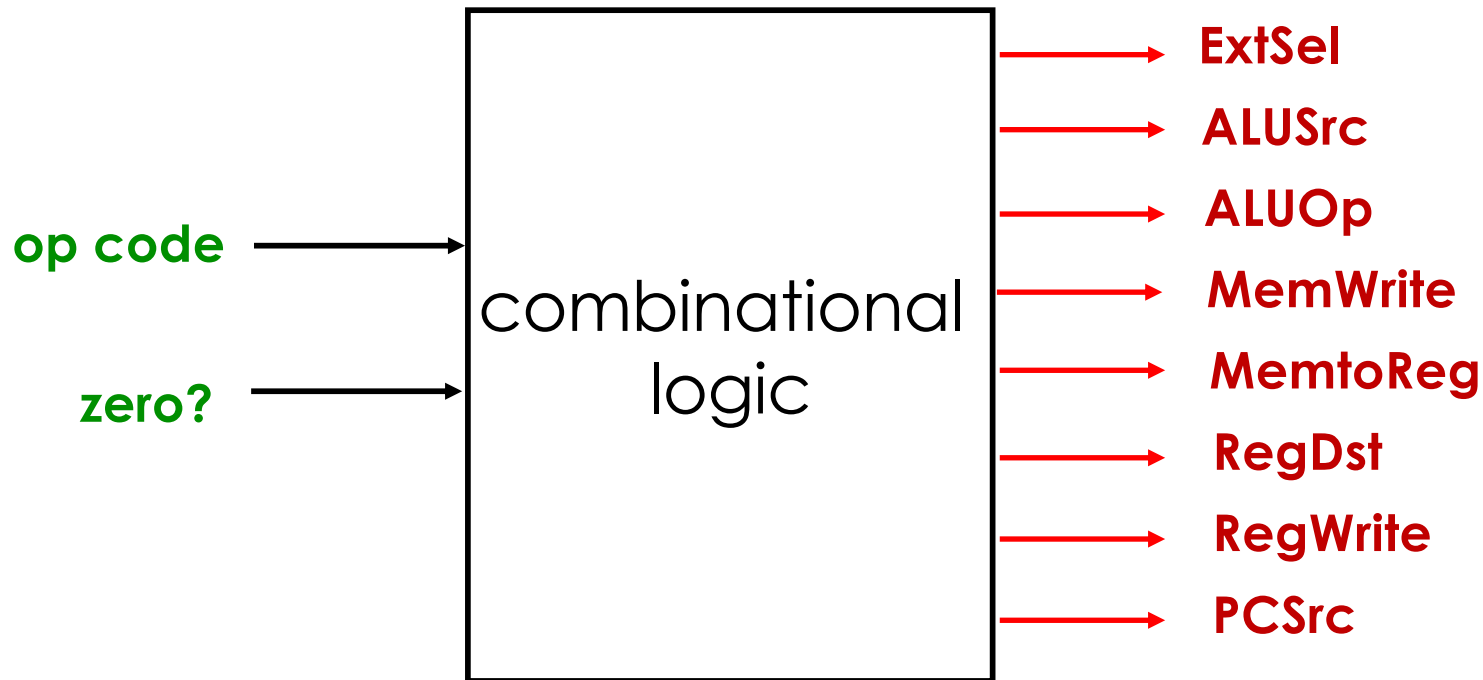 op code
zero?
combinational
logic
ExtSel
ALUSrc
ALUOp
MemWrite
MemtoReg
RegDst
RegWrite
PCSrc